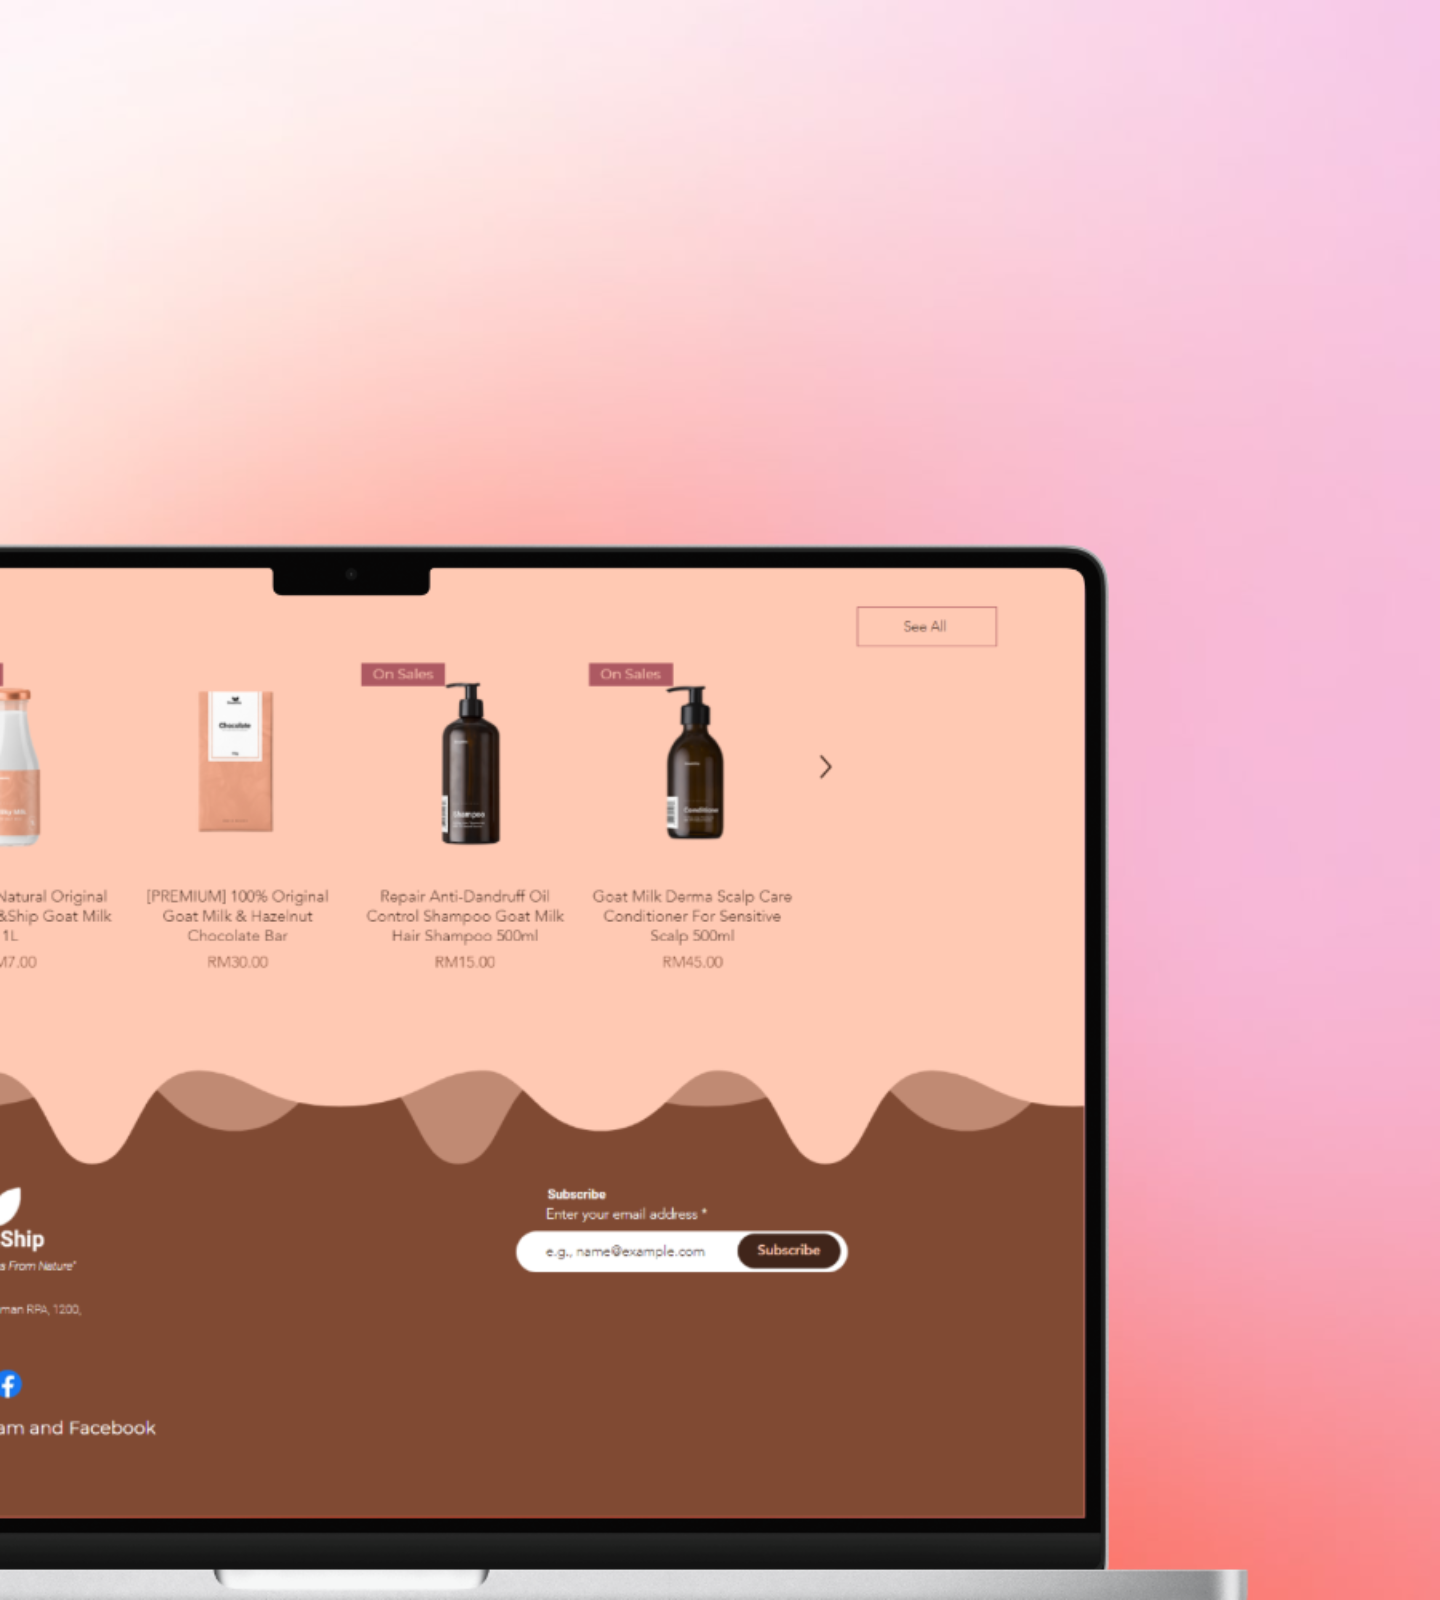 See All
On Sales
On Sales
Chocolate
Shampoo
Conditioner
Natural Original
&Ship Goat Milk
1L
M7.00
[PREMIUM] 100% Original
Goat Milk & Hazelnut
Chocolate Bar
RM30.00
Repair Anti-Dandruff Oil
Control Shampoo Goat Milk
Hair Shampoo 500ml
RM15.00
Goat Milk Derma Scalp Care
Conditioner For Sensitive
Scalp 500ml
RM45.00
Ship
s From Nature"
man RPA, 1200,
am and Facebook
Subscribe
Enter your email address *
e.g., name@example.com
Subscribe